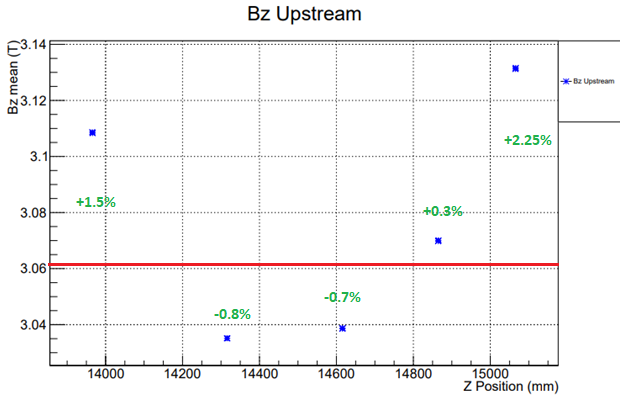 Bz Upstream
Bz mean (T)
3.14
3.12
3.1
3.08
3.06
3.04
+1.5%
-0.8%
-0.7%
+0.3%
+2.25%
Bz Upstream
14000 14200 14400 14600 14800 15000
Z Position (mm)